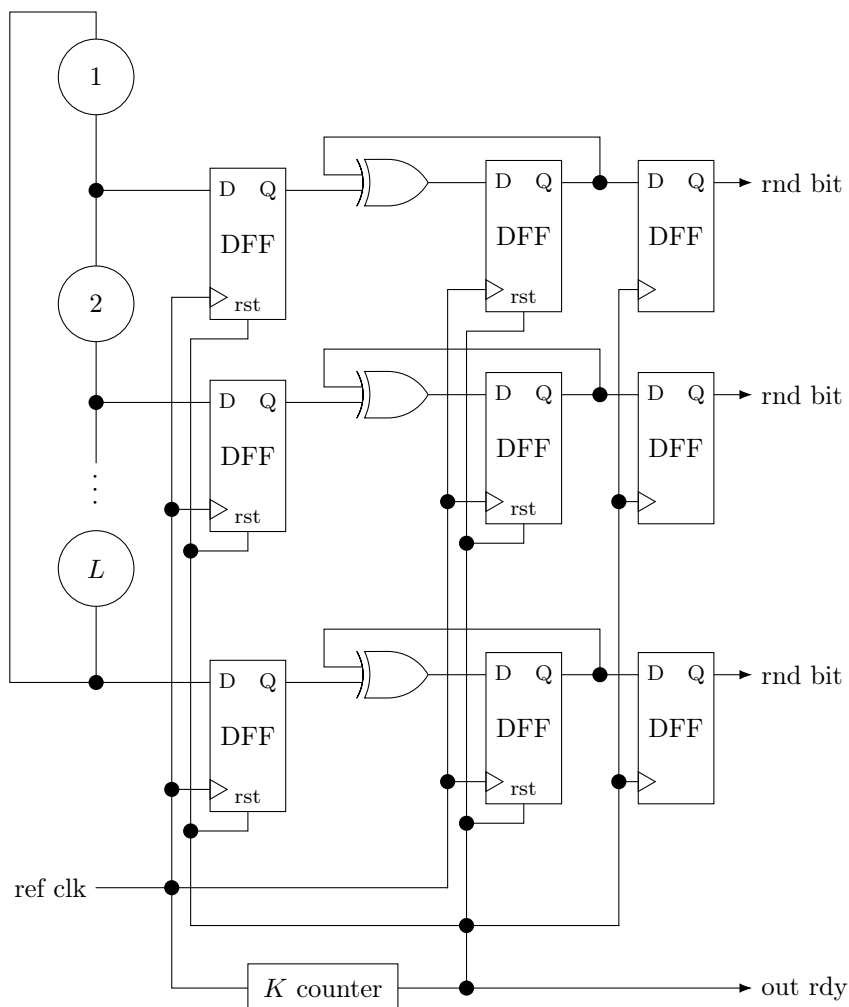 1
D Q D Q D Q rnd bit
DFF DFF DFF
2
rst rst
D Q D Q D Q rnd bit
DFF DFF DFF
⋮
rst rst
L
D Q D Q D Q rnd bit
DFF DFF DFF
rst rst
ref clk
K counter out rdy